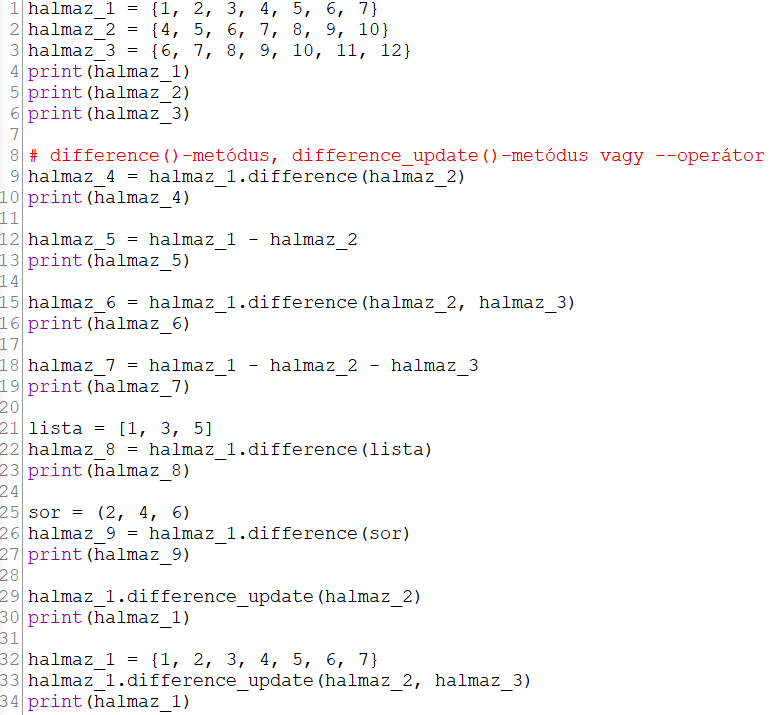 1 halmaz_1 = {1, 2, 3, 4, 5, 6, 7}
2 halmaz_2 = {4, 5, 6, 7, 8, 9, 10}
3 halmaz_3 = {6, 7, 8, 9, 10, 11, 12}
4 print(halmaz_1)
5 print(halmaz_2)
6 print(halmaz_3)
7
8 # difference()-metódus, difference_update()-metódus vagy --operátor
9 halmaz_4 = halmaz_1.difference(halmaz_2)
10 print(halmaz_4)
11
12 halmaz_5 = halmaz_1 - halmaz_2
13 print(halmaz_5)
14
15 halmaz_6 = halmaz_1.difference(halmaz_2, halmaz_3)
16 print(halmaz_6)
17
18 halmaz_7 = halmaz_1 - halmaz_2 - halmaz_3
19 print(halmaz_7)
20
21 lista = [1, 3, 5]
22 halmaz_8 = halmaz_1.difference(lista)
23 print(halmaz_8)
24
25 sor = (2, 4, 6)
26 halmaz_9 = halmaz_1.difference(sor)
27 print(halmaz_9)
28
29 halmaz_1.difference_update(halmaz_2)
30 print(halmaz_1)
31
32 halmaz_1 = {1, 2, 3, 4, 5, 6, 7}
33 halmaz_1.difference_update(halmaz_2, halmaz_3)
34 print(halmaz_1)